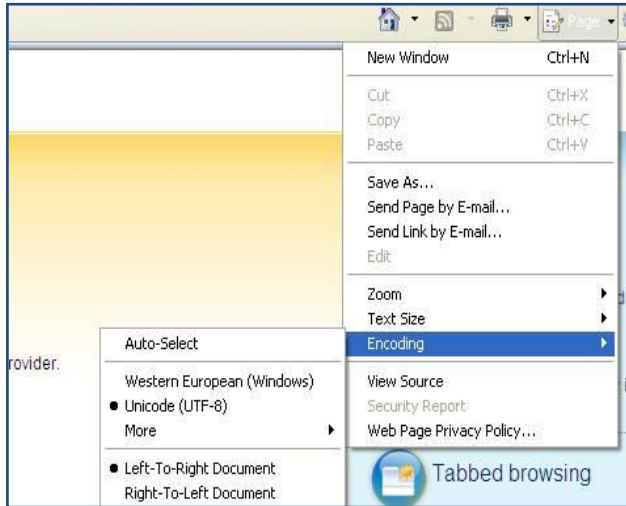 Page
New Window Ctrl+N
Cut Ctrl+X
Copy Ctrl+C
Paste Ctrl+V
Save As...
Send Page by E-mail...
Send Link by E-mail...
Edit
Zoom
Text Size
Encoding
View Source
Security Report
Web Page Privacy Policy...
Auto-Select
Western European (Windows)
Unicode (UTF-8)
More
Left-To-Right Document
Right-To-Left Document
rovider.
Tabbed browsing